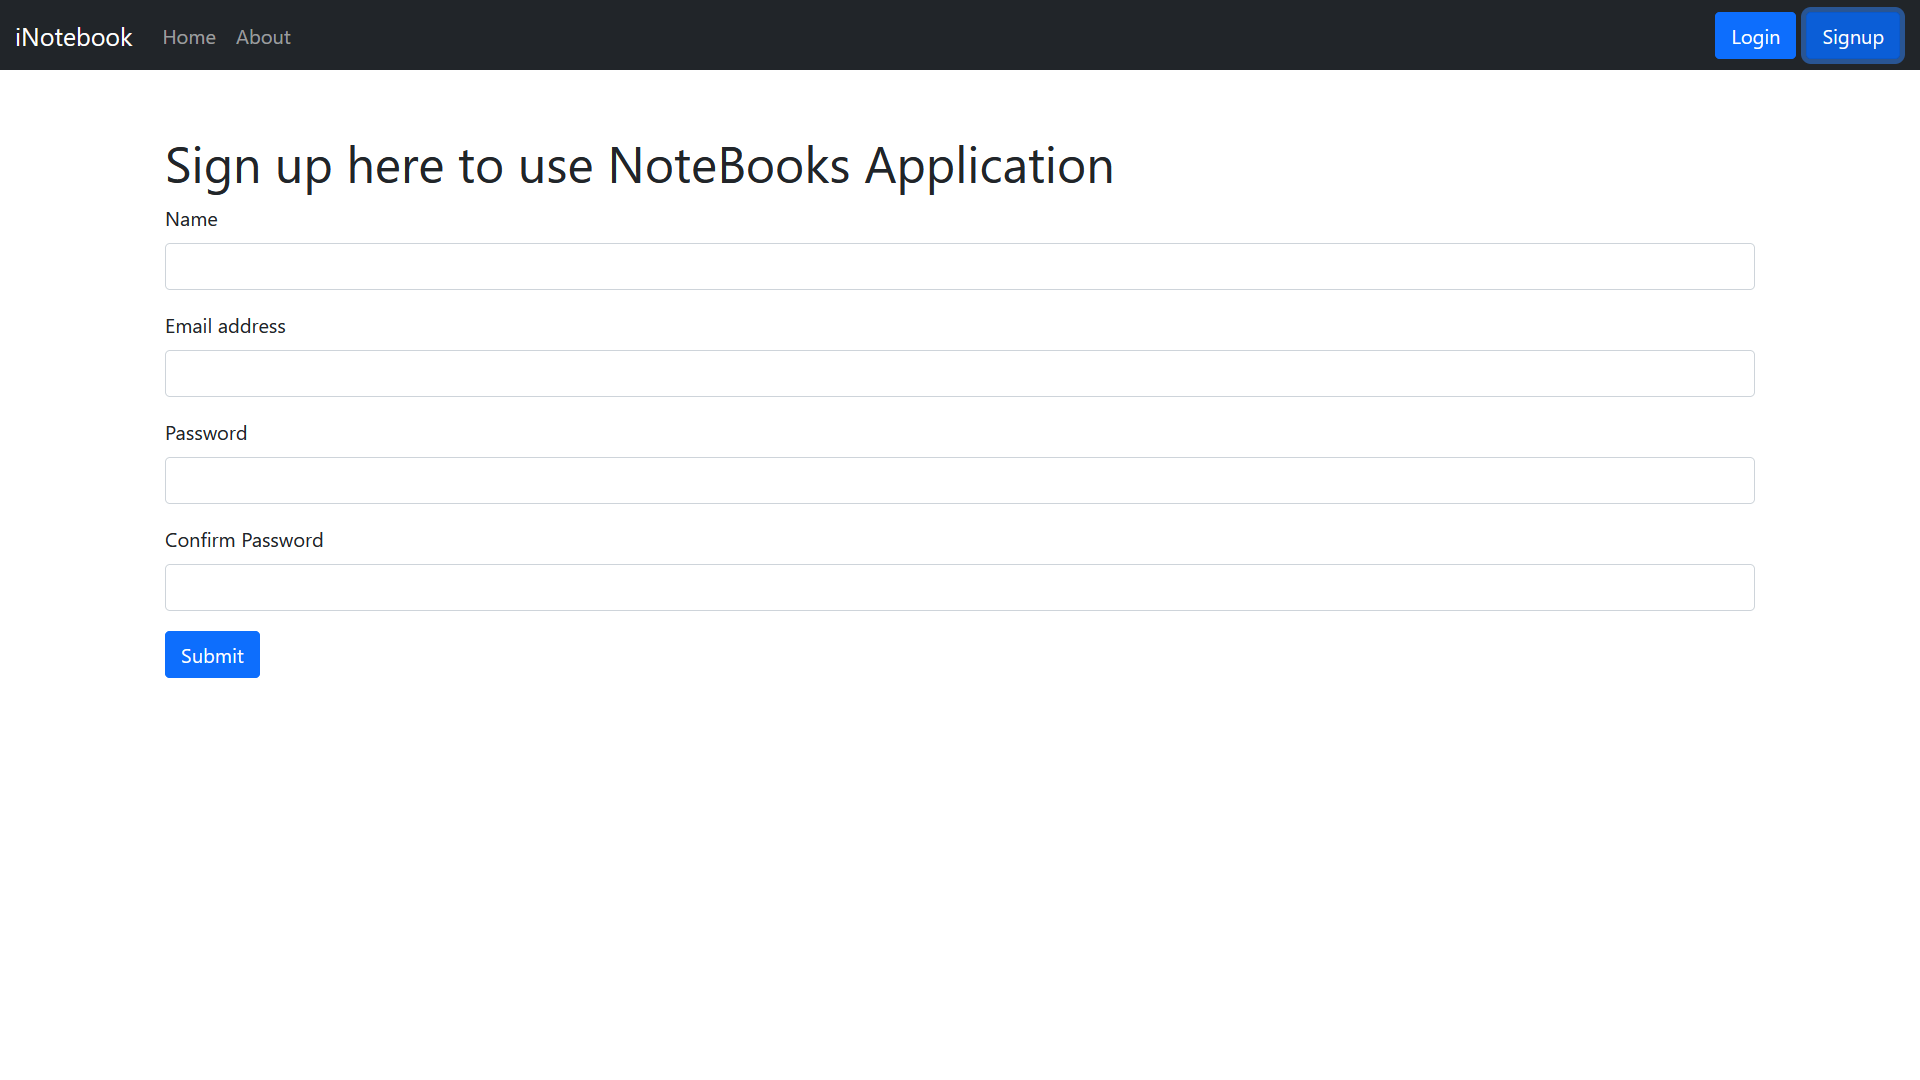 iNotebook Home About Login Signup
Sign up here to use NoteBooks Application
Name
Email address
Password
Confirm Password
Submit